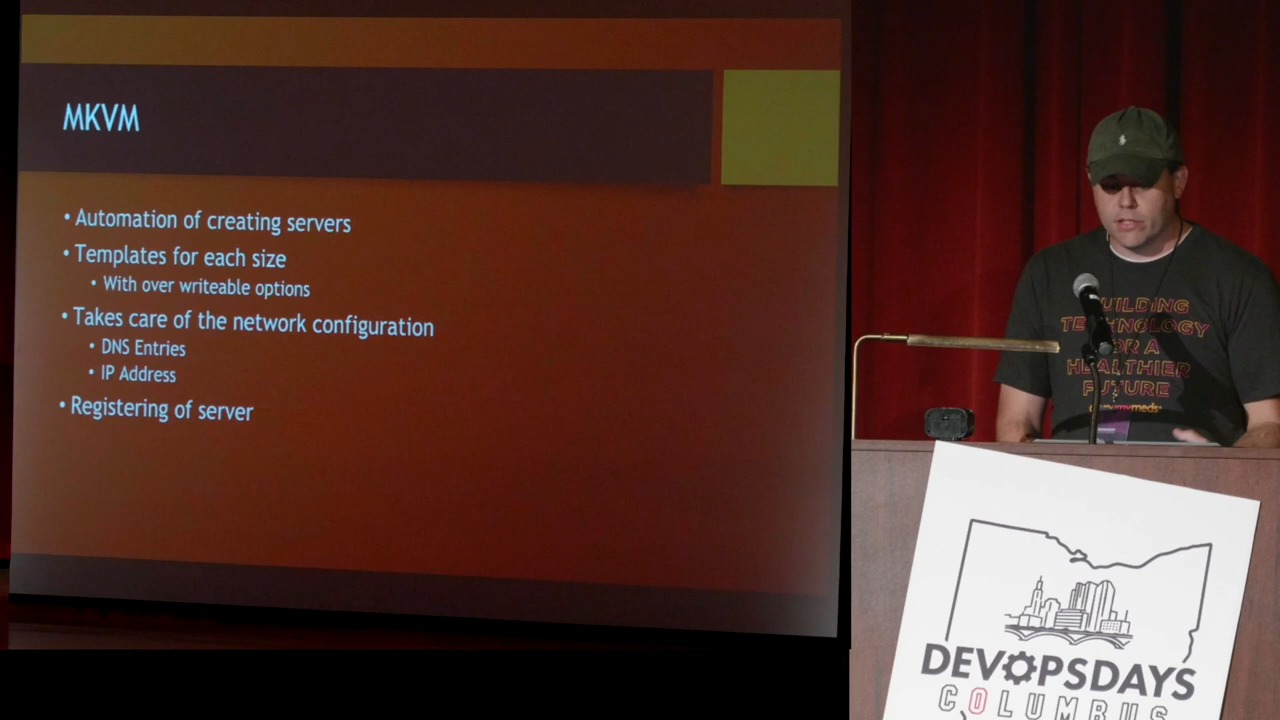 MKVM
• Automation of creating servers
• Templates for each size
• With over writeable options
• Takes care of the network configuration
• DNS Entries
• IP Address
• Registering of server
BUILDING
TECHNOLOGY
FOR A
HEALTHIER
FUTURE
covermymeds
DEVOPSDAYS
COLUMBUS